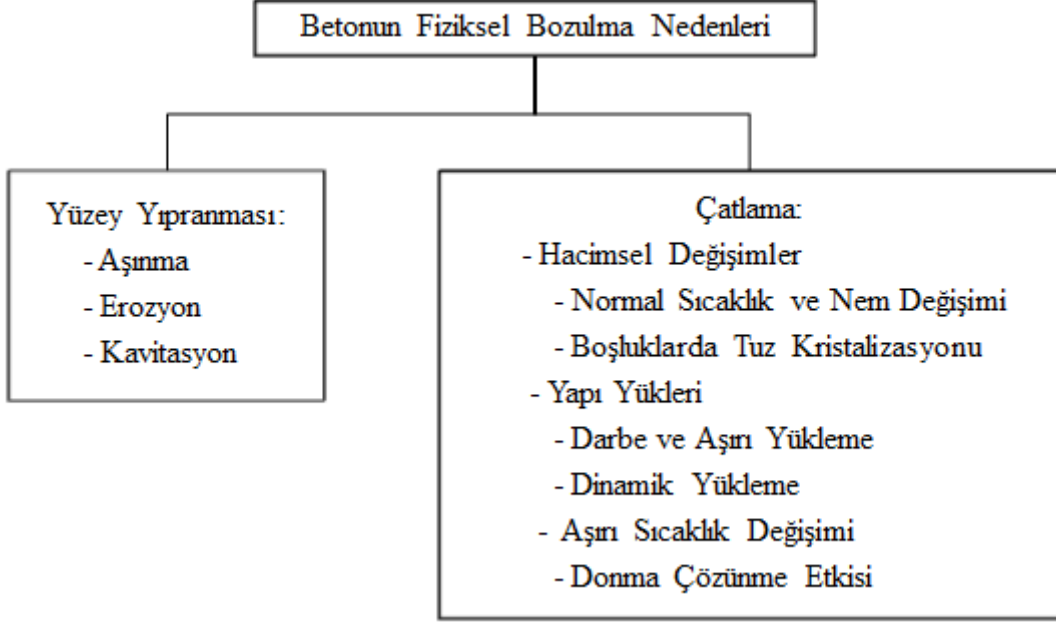 Betonun Fiziksel Bozulma Nedenleri
Yüzey Yıpranması:
- Aşınma
- Erozyon
- Kavitasyon
Çatlama:
- Hacimsel Değişimler
- Normal Sıcaklık ve Nem Değişimi
- Boşluklarda Tuz Kristalizasyonu
- Yapı Yükleri
- Darbe ve Aşırı Yükleme
- Dinamik Yükleme
- Aşırı Sıcaklık Değişimi
- Donma Çözünme Etkisi